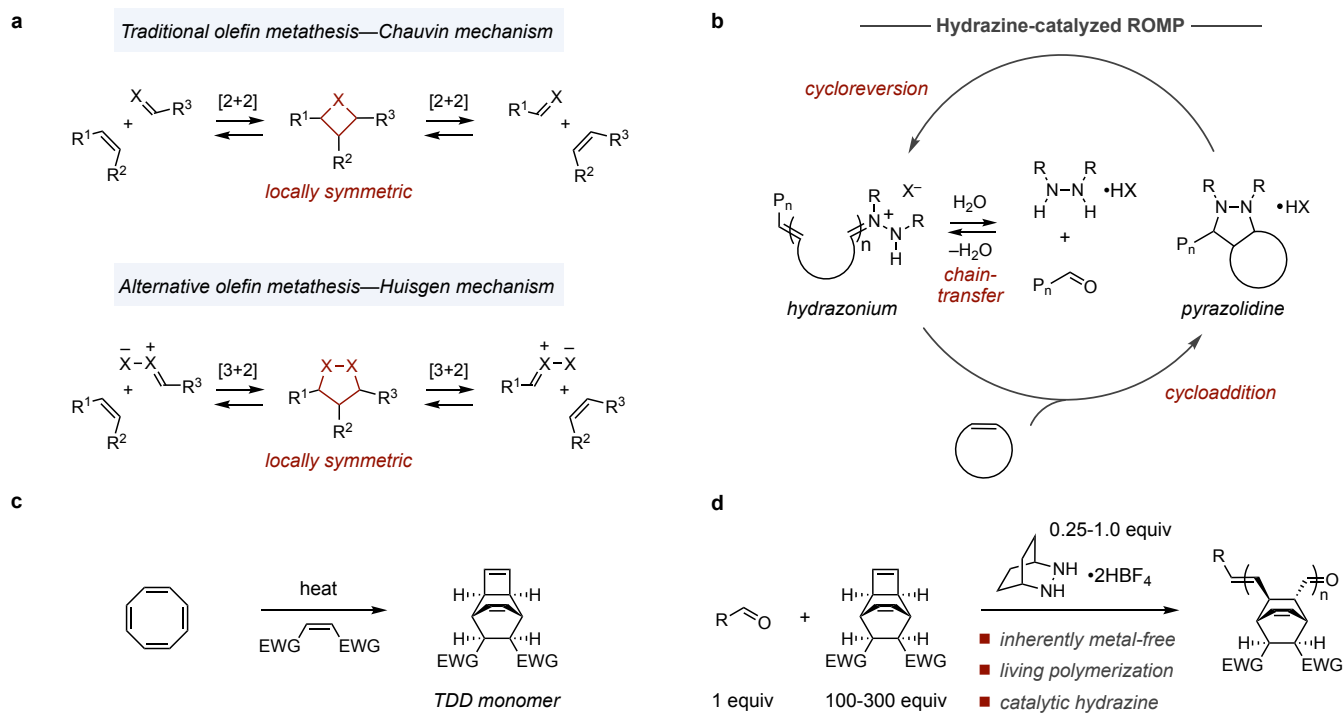 a
Traditional olefin metathesis—Chauvin mechanism
X
R3
+
R1
R2
[2+2]
X
R1
R3
R2
locally symmetric
[2+2]
X
R1
+
R3
R2
Alternative olefin metathesis—Huisgen mechanism
– +
X–X
R3
+
R1
R2
[3+2]
X–X
R1
R3
R2
locally symmetric
[3+2]
+ –
X–X
R1
+
R3
R2
b
Hydrazine-catalyzed ROMP
cycloreversion
Pn
n
R
X–
N+
R
N
H
hydrazonium
H2O
–H2O
chain-
transfer
R R
N–N •HX
H H
+
Pn
O
R R
N–N •HX
Pn
pyrazolidine
cycloaddition
c
heat
EWG EWG
H H
H H
EWG EWG
TDD monomer
d
R
O
1 equiv
+
H H
H H
EWG EWG
100-300 equiv
0.25-1.0 equiv
NH
NH
•2HBF4
■ inherently metal-free
■ living polymerization
■ catalytic hydrazine
R
O
n
H H
EWG EWG